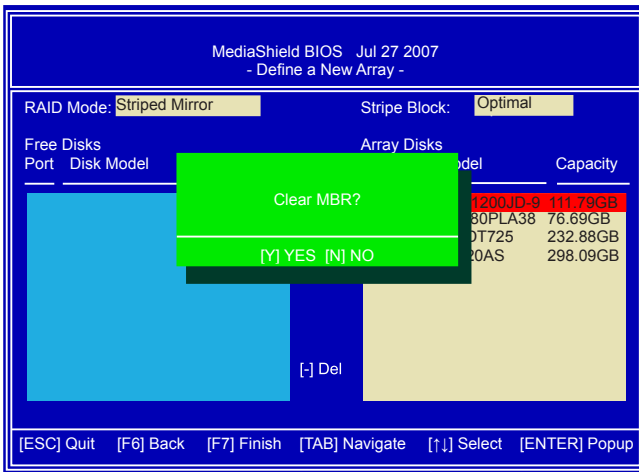 MediaShield BIOS Jul 27 2007
- Define a New Array -
RAID Mode: Striped Mirror Stripe Block: Optimal
Free Disks Array Disks
Port Disk Model del Capacity
Clear MBR?
[Y] YES [N] NO
1200JD-9 111.79GB
80PLA38 76.69GB
DT725 232.88GB
20AS 298.09GB
[-] Del
[ESC] Quit [F6] Back [F7] Finish [TAB] Navigate [↑↓] Select [ENTER] Popup